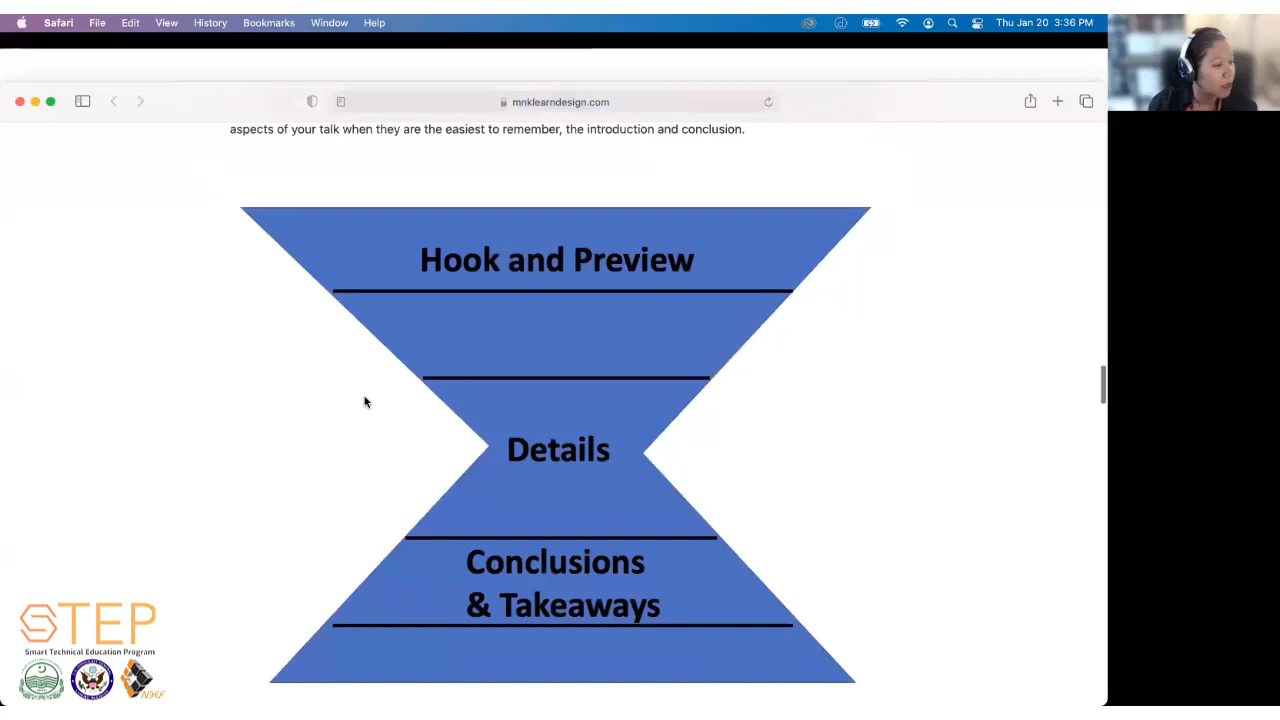 Safari File Edit View History Bookmarks Window Help Thu Jan 20 3:36 PM
mnklearndesign.com
aspects of your talk when they are the easiest to remember, the introduction and conclusion.
Hook and Preview
Details
Conclusions
& Takeaways
STEP
Smart Technical Education Program